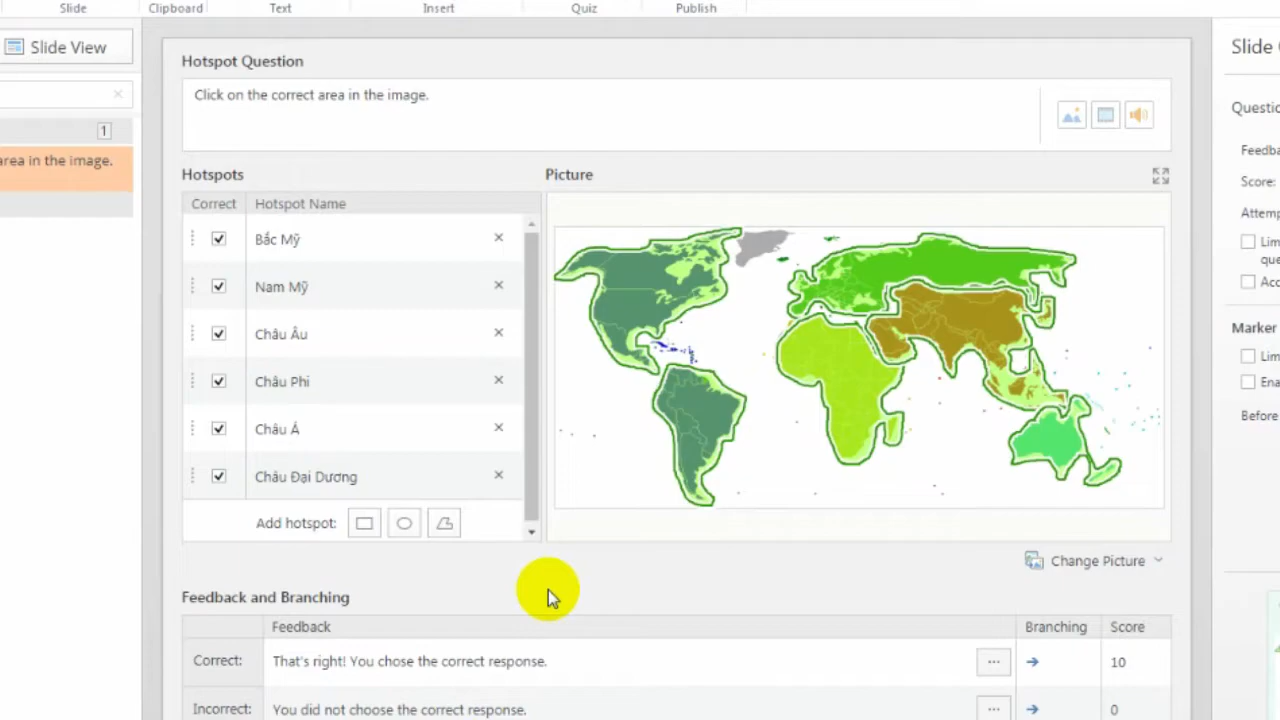 Slide Clipboard Text Insert Quiz Publish
Slide View
Slide
1
area in the image.
Hotspot Question
Click on the correct area in the image.
Hotspots
Picture
Correct Hotspot Name
Bắc Mỹ
Nam Mỹ
Châu Âu
Châu Phi
Châu Á
Châu Đại Dương
Add hotspot:
Change Picture
Feedback and Branching
Feedback Branching Score
Correct: That's right! You chose the correct response. ... 10
Incorrect: You did not choose the correct response. ... 0
Score:
Marker
Before